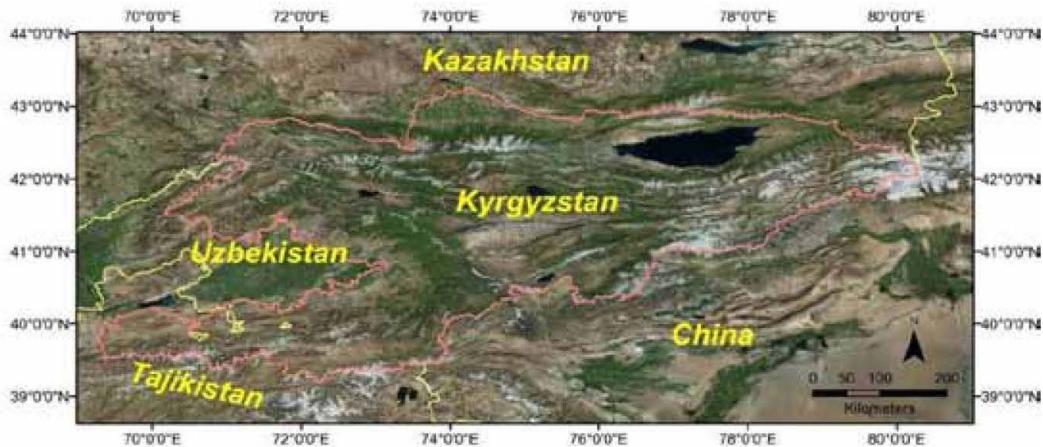 70°0'0"E 72°0'0"E 74°0'0"E 76°0'0"E 78°0'0"E 80°0'0"E
44°0'0"N 44°0'0"N
Kazakhstan
43°0'0"N 43°0'0"N
42°0'0"N 42°0'0"N
Kyrgyzstan
Uzbekistan
41°0'0"N 41°0'0"N
40°0'0"N 40°0'0"N
China
N
Tajikistan
0 50 100 200
Kilometers
39°0'0"N 39°0'0"N
70°0'0"E 72°0'0"E 74°0'0"E 76°0'0"E 78°0'0"E 80°0'0"E